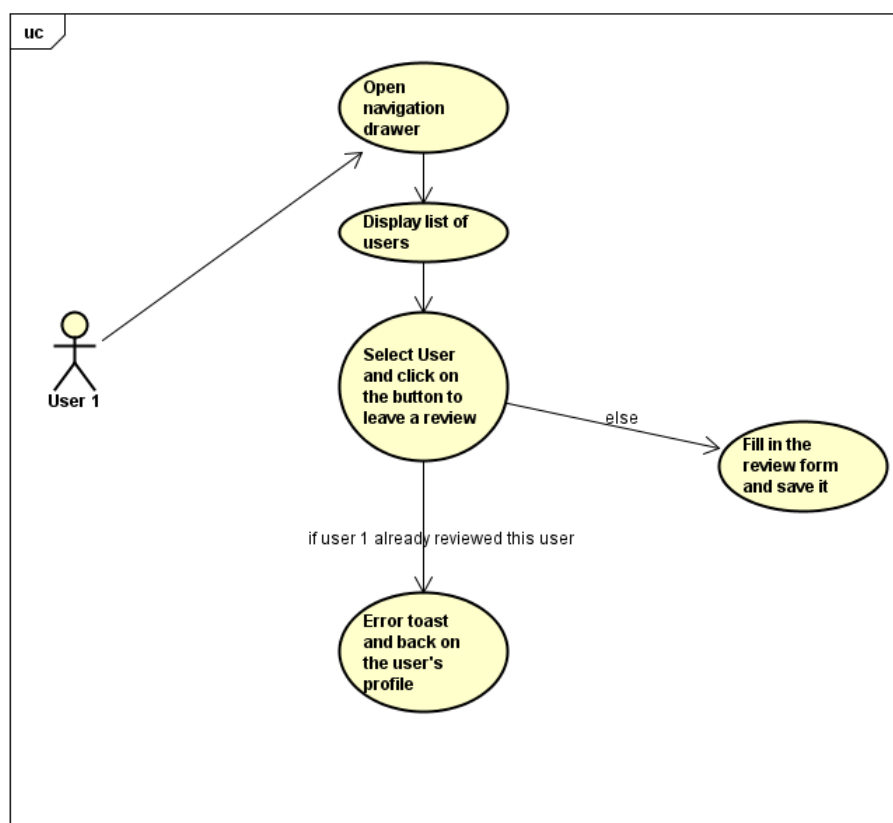 uc
Open
navigation
drawer
Display list of
users
User 1
Select User
and click on
the button to
leave a review
else
Fill in the
review form
and save it
if user 1 already reviewed this user
Error toast
and back on
the user's
profile